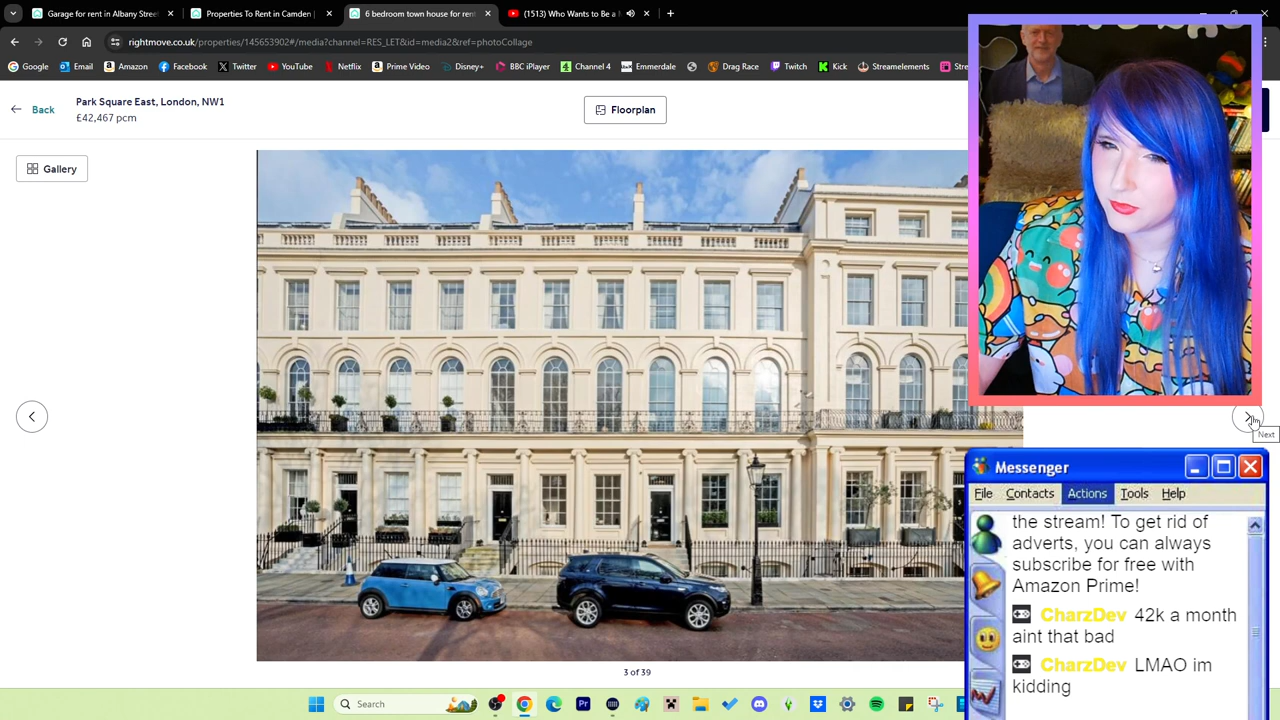 Garage for rent in Albany Street
Properties To Rent in Camden
6 bedroom town house for ren
(1513) Who Wants to Be a
rightmove.co.uk/properties/145653902#/media?channel=RES_LET&id=media2&ref=photoCollage
Google Email Amazon Facebook Twitter YouTube Netflix Prime Video Disney+ BBC iPlayer Channel 4 Emmerdale Drag Race Twitch Kick Streamelements
Back
Park Square East, London, NW1
£42,467 pcm
Floorplan
Gallery
Next
3 of 39
Messenger
File Contacts Actions Tools Help
the stream! To get rid of
adverts, you can always
subscribe for free with
Amazon Prime!
CharzDev 42k a month
aint that bad
CharzDev LMAO im
kidding
Search